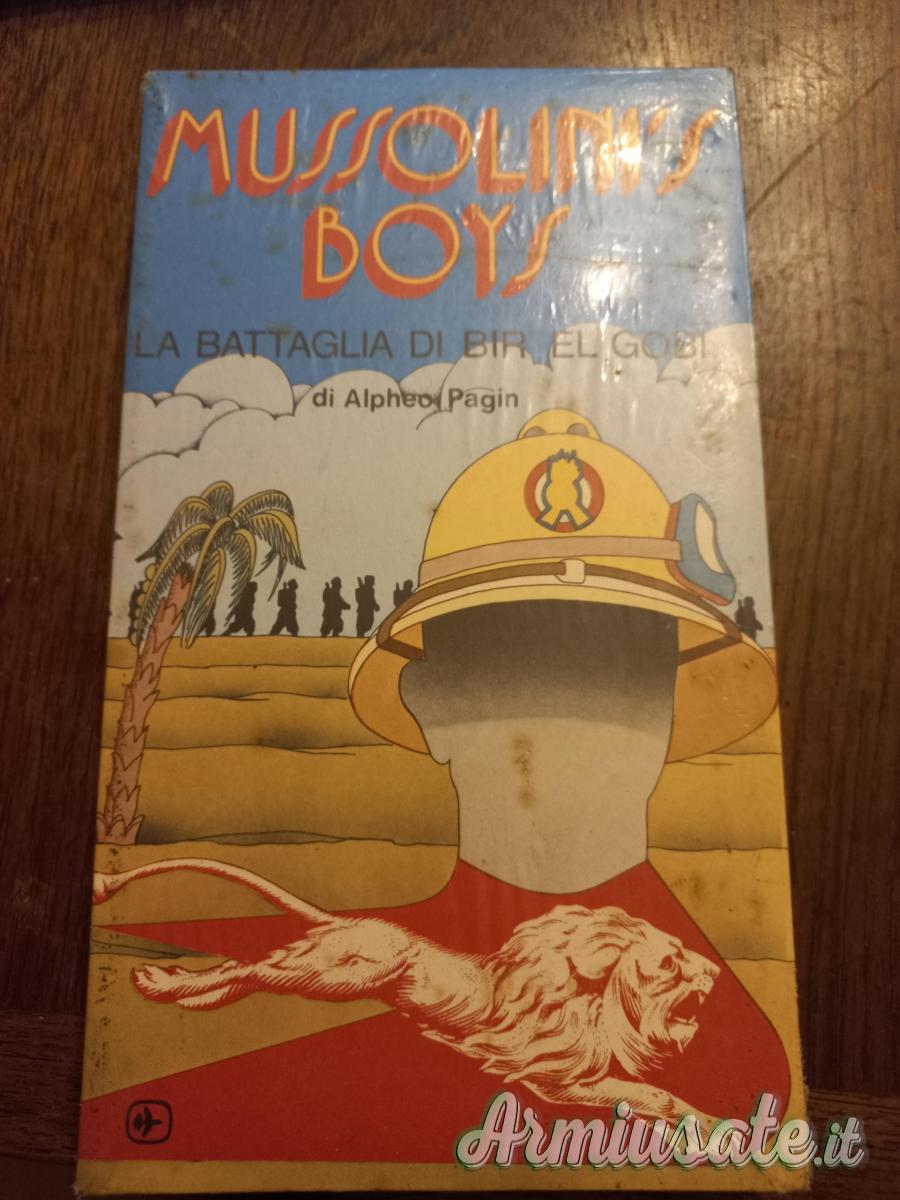 MUSSOLINI'S
BOYS
LA BATTAGLIA DI BIR EL GOBI
di Alpheo Pagin
Armiusate.it